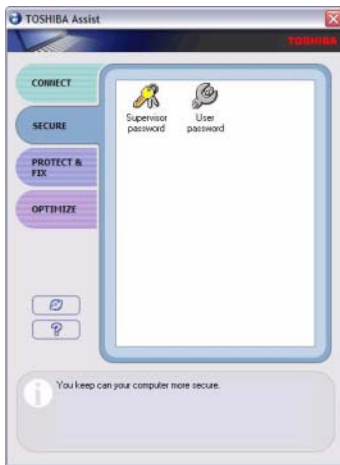 TOSHIBA Assist
TOSHIBA
CONNECT
SECURE
PROTECT &
FIX
OPTIMIZE
Supervisor
password
User
password
?
You keep can your computer more secure.